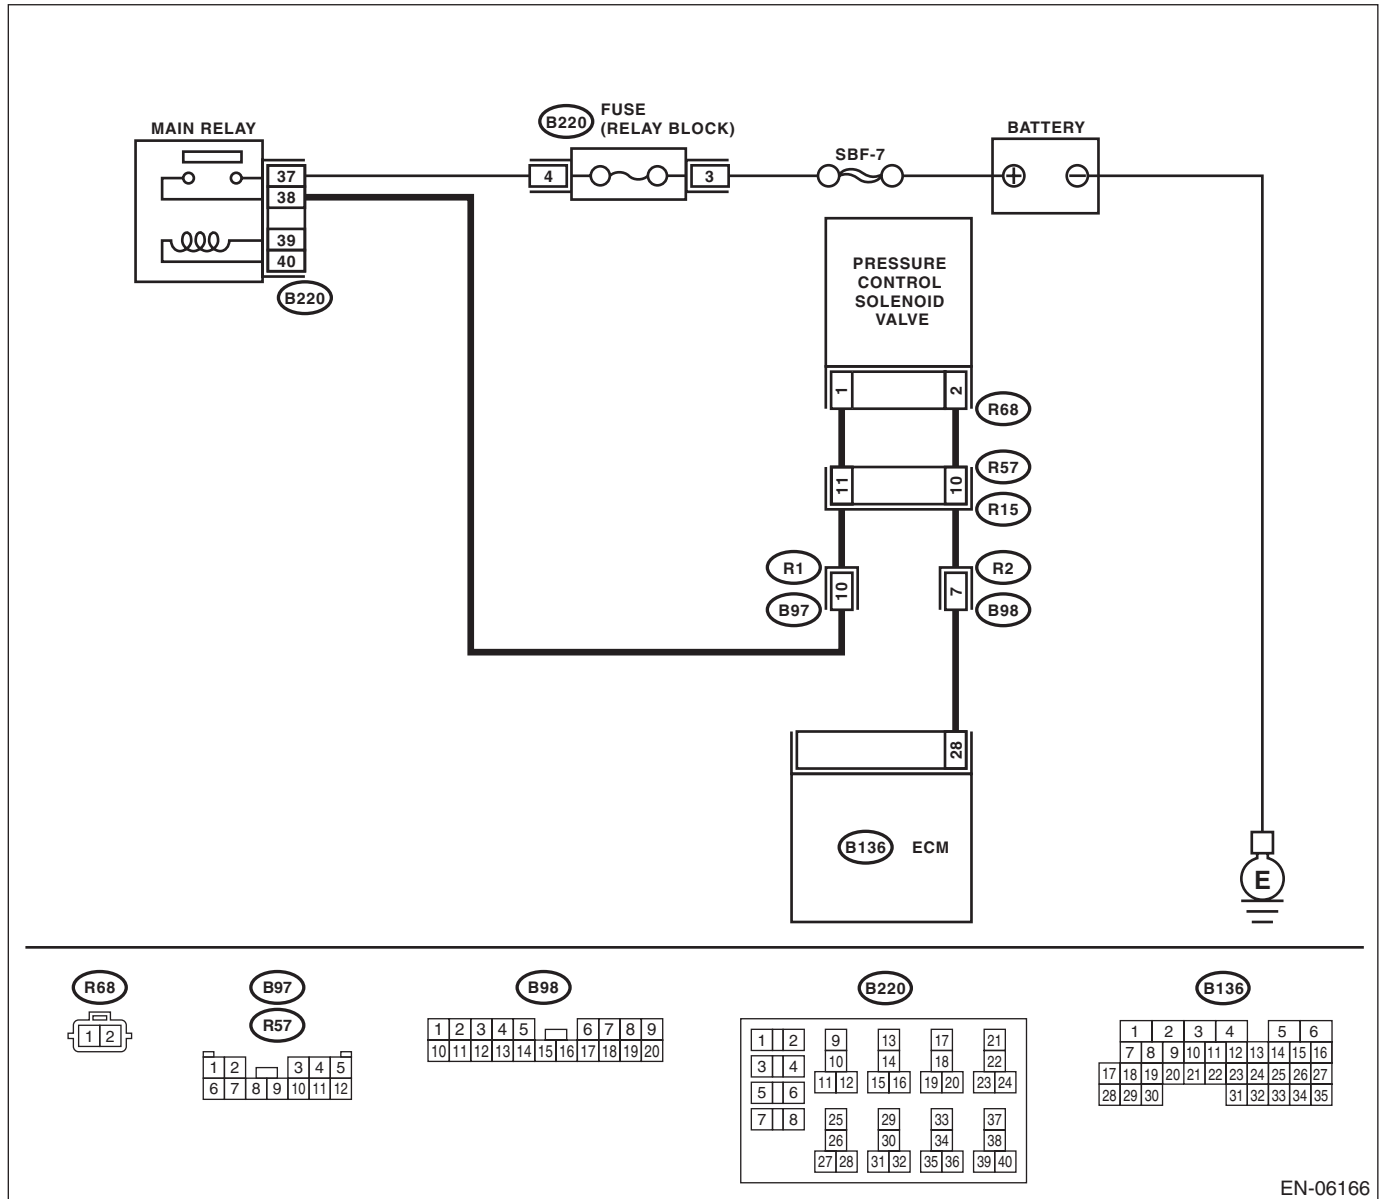 MAIN RELAY
B220
FUSE
(RELAY BLOCK)
SBF-7
BATTERY
37
38
39
40
B220
4
3
+
−
PRESSURE
CONTROL
SOLENOID
VALVE
1
2
R68
11
10
R57
R15
R1
10
B97
R2
7
B98
28
B136 ECM
E
R68
1 2
B97
R57
1 2 3 4 5
6 7 8 9 10 11 12
B98
1 2 3 4 5 6 7 8 9
10 11 12 13 14 15 16 17 18 19 20
B220
1 2
3 4
5 6
7 8
9
10
11 12
13
14
15 16
17
18
19 20
21
22
23 24
25
26
27 28
29
30
31 32
33
34
35 36
37
38
39 40
B136
1 2 3 4 5 6
7 8 9 10 11 12 13 14 15 16
17 18 19 20 21 22 23 24 25 26 27
28 29 30 31 32 33 34 35
EN-06166